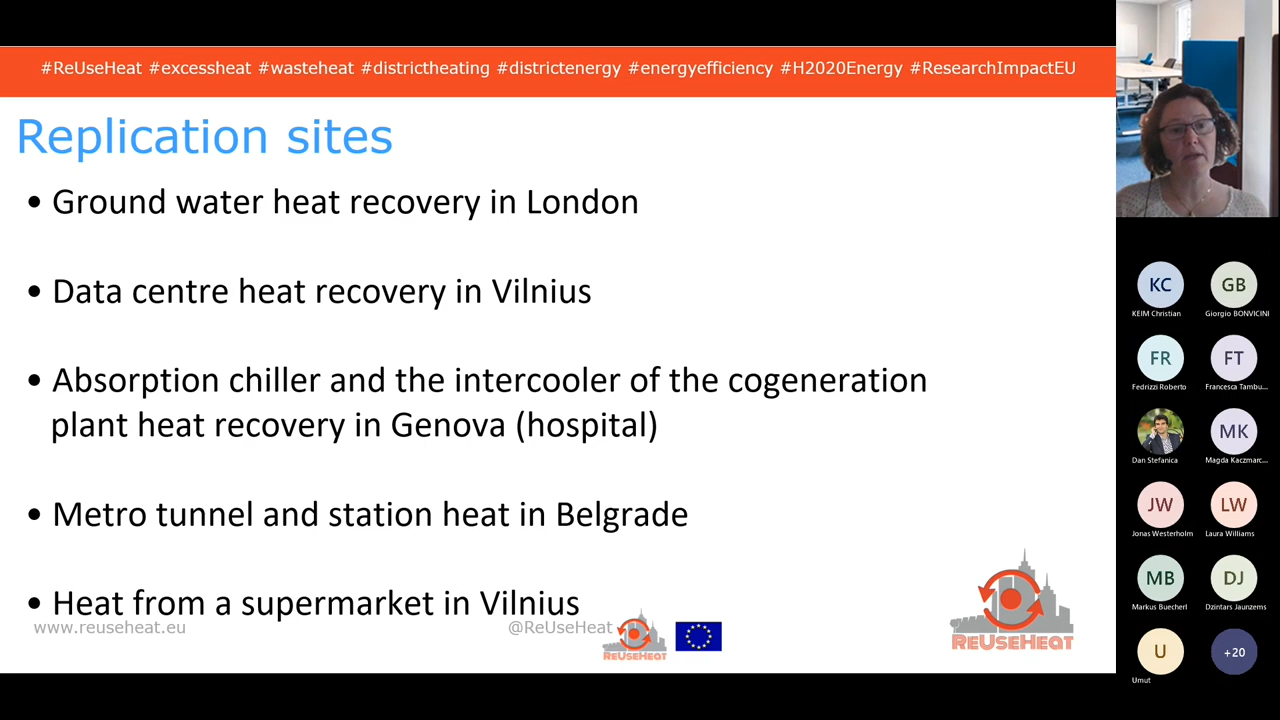 #ReUseHeat #excessheat #wasteheat #districtheating #districtenergy #energyefficiency #H2020Energy #ResearchImpactEU
Replication sites
• Ground water heat recovery in London
• Data centre heat recovery in Vilnius
• Absorption chiller and the intercooler of the cogeneration
plant heat recovery in Genova (hospital)
• Metro tunnel and station heat in Belgrade
• Heat from a supermarket in Vilnius
www.reuseheat.eu
@ReUseHeat
ReUseHeat
ReUseHeat
KC
GB
KEIM Christian
Giorgio BONVICINI
FR
FT
Fedrizzi Roberto
Francesca Tambu...
MK
Dan Stefanica
Magda Kaczmarc...
JW
LW
Jonas Westerholm
Laura Williams
MB
DJ
Markus Buecherl
Dzintars Jaunzems
U
+20
Umut